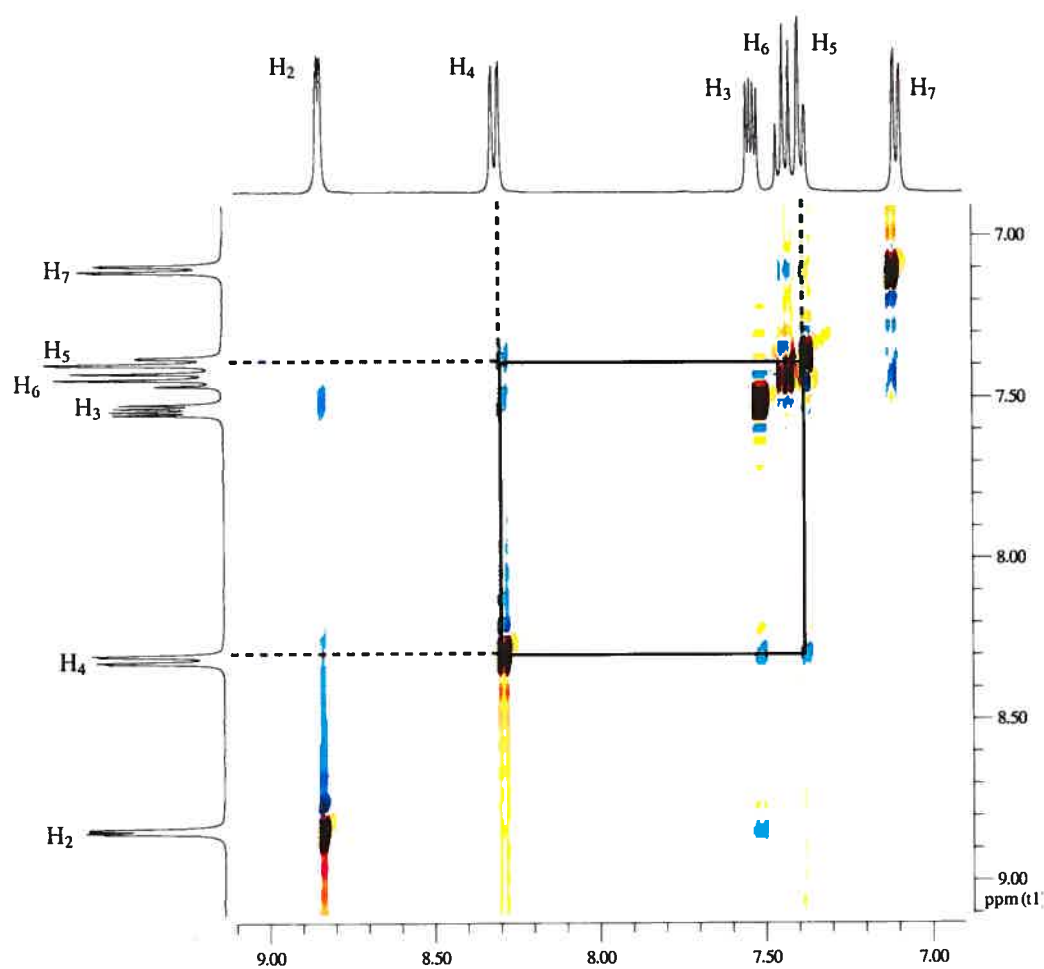 H₂
H₄
H₃
H₆
H₅
H₇
H₇
H₅
H₆
H₃
H₄
H₂
7.00
7.50
8.00
8.50
9.00
ppm (t1)
9.00 8.50 8.00 7.50 7.00